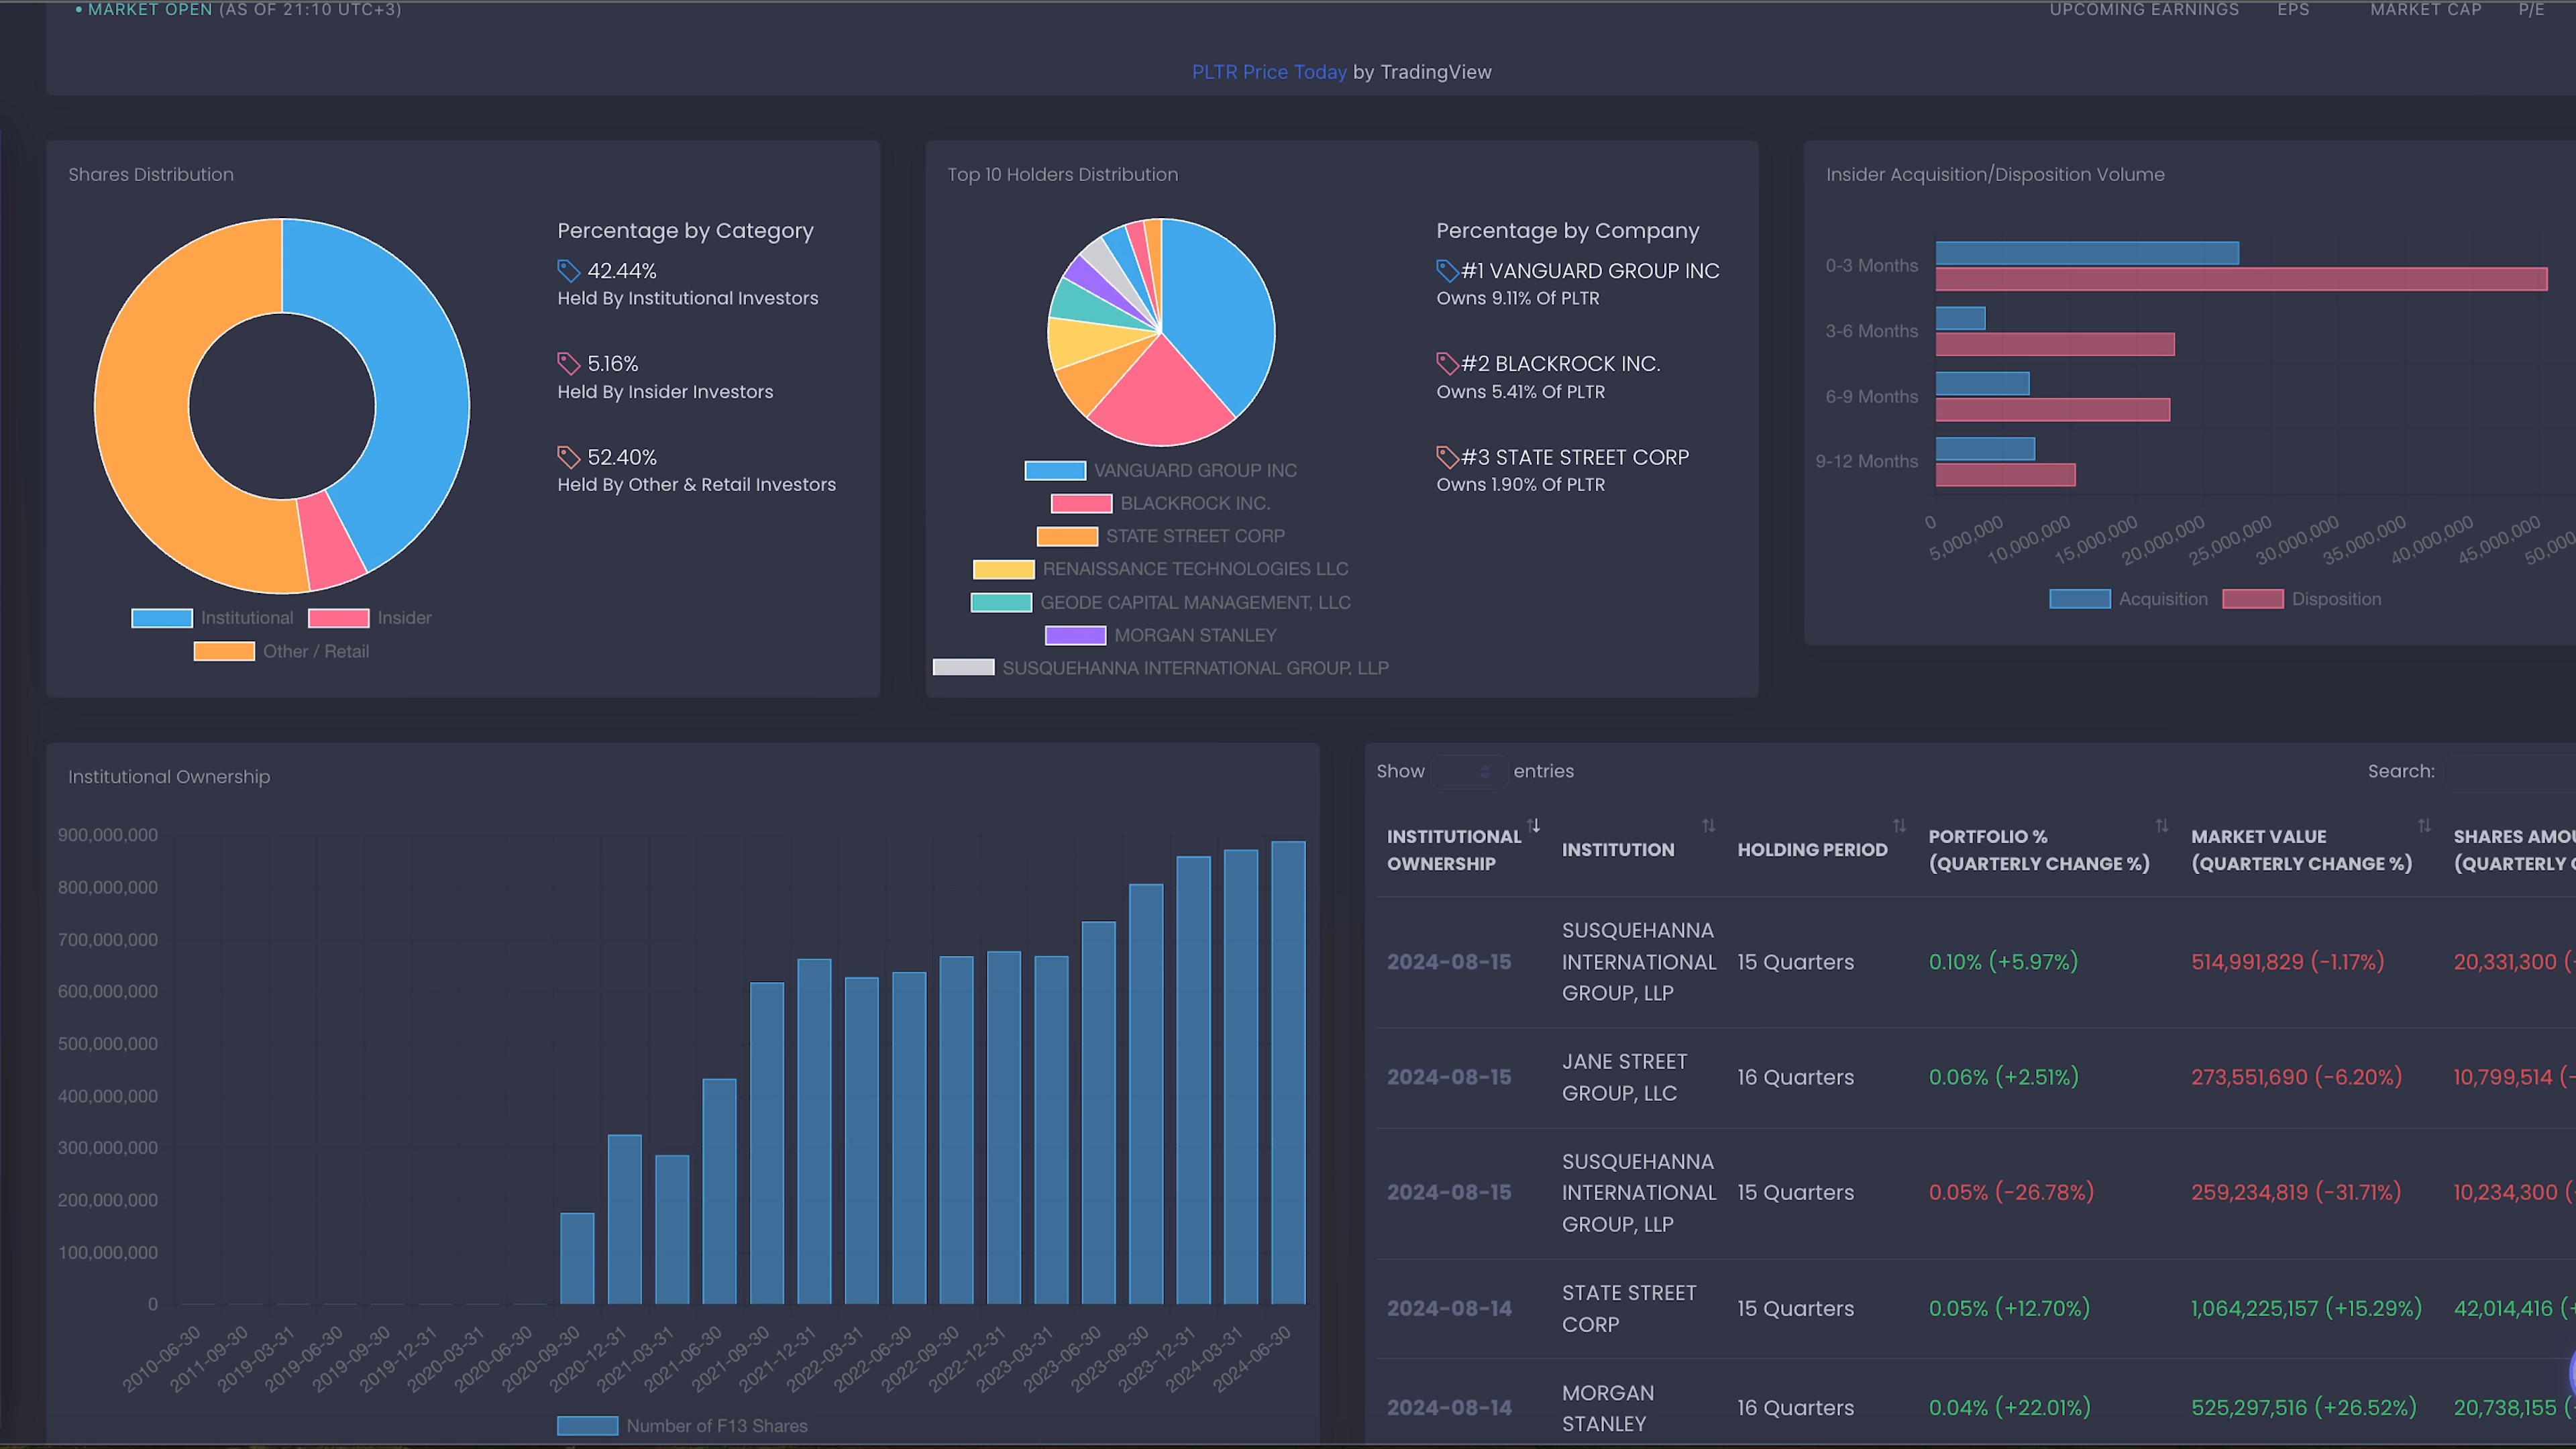 • MARKET OPEN (AS OF 21:10 UTC+3)
UPCOMING EARNINGS EPS MARKET CAP P/E
PLTR Price Today by TradingView
Shares Distribution
Percentage by Category
42.44%
Held By Institutional Investors
5.16%
Held By Insider Investors
52.40%
Held By Other & Retail Investors
Institutional Insider
Other / Retail
Top 10 Holders Distribution
Percentage by Company
#1 VANGUARD GROUP INC
Owns 9.11% Of PLTR
#2 BLACKROCK INC.
Owns 5.41% Of PLTR
#3 STATE STREET CORP
Owns 1.90% Of PLTR
VANGUARD GROUP INC
BLACKROCK INC.
STATE STREET CORP
RENAISSANCE TECHNOLOGIES LLC
GEODE CAPITAL MANAGEMENT, LLC
MORGAN STANLEY
SUSQUEHANNA INTERNATIONAL GROUP, LLP
Insider Acquisition/Disposition Volume
0-3 Months
3-6 Months
6-9 Months
9-12 Months
0 5,000,000 10,000,000 15,000,000 20,000,000 25,000,000 30,000,000 35,000,000 40,000,000 45,000,000
Acquisition Disposition
Institutional Ownership
900,000,000
800,000,000
700,000,000
600,000,000
500,000,000
400,000,000
300,000,000
200,000,000
100,000,000
0
2010-06-30 2011-09-30 2019-03-31 2019-06-30 2019-09-30 2019-12-31 2020-03-31 2020-06-30 2020-09-30 2020-12-31 2021-03-31 2021-06-30 2021-09-30 2021-12-31 2022-03-31 2022-06-30 2022-09-30 2022-12-31 2023-03-31 2023-06-30 2023-09-30 2023-12-31 2024-03-31 2024-06-30
Number of F13 Shares
Show entries
Search:
INSTITUTIONAL
OWNERSHIP
INSTITUTION
HOLDING PERIOD
PORTFOLIO %
(QUARTERLY CHANGE %)
MARKET VALUE
(QUARTERLY CHANGE %)
SHARES
(QUARTERLY
SUSQUEHANNA
2024-08-15 INTERNATIONAL 15 Quarters 0.10% (+5.97%) 514,991,829 (-1.17%) 20,331,300 (-
GROUP, LLP
JANE STREET
2024-08-15 16 Quarters 0.06% (+2.51%) 273,551,690 (-6.20%) 10,799,514 (-
GROUP, LLC
SUSQUEHANNA
2024-08-15 INTERNATIONAL 15 Quarters 0.05% (-26.78%) 259,234,819 (-31.71%) 10,234,300 (
GROUP, LLP
STATE STREET
2024-08-14 15 Quarters 0.05% (+12.70%) 1,064,225,157 (+15.29%) 42,014,416 (+
CORP
MORGAN
2024-08-14 16 Quarters 0.04% (+22.01%) 525,297,516 (+26.52%) 20,738,155 (
STANLEY